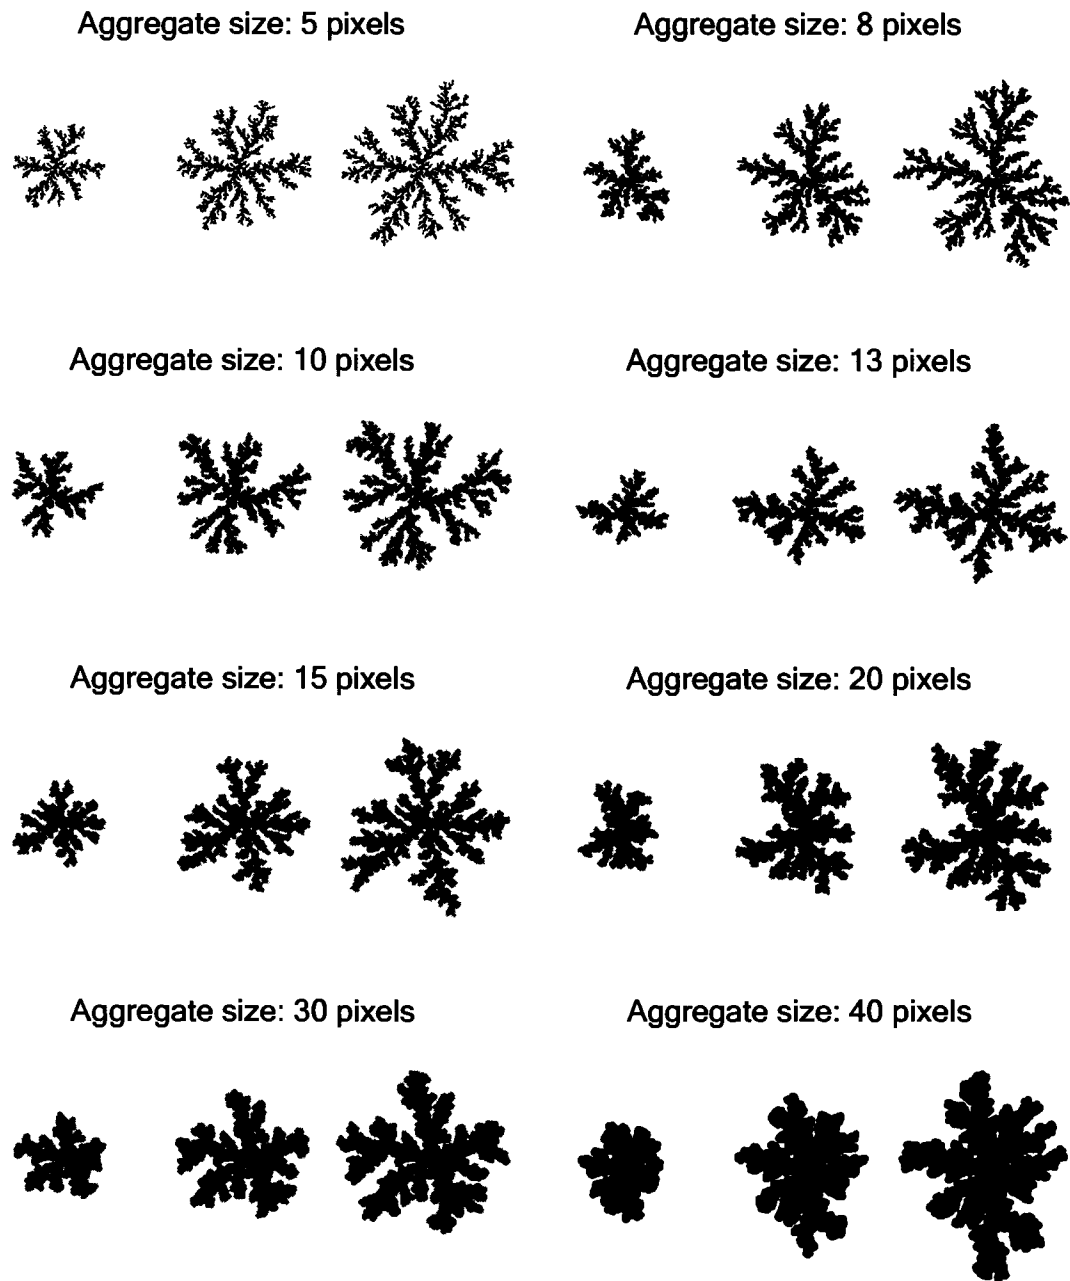 Aggregate size: 5 pixels
Aggregate size: 8 pixels
Aggregate size: 10 pixels
Aggregate size: 13 pixels
Aggregate size: 15 pixels
Aggregate size: 20 pixels
Aggregate size: 30 pixels
Aggregate size: 40 pixels